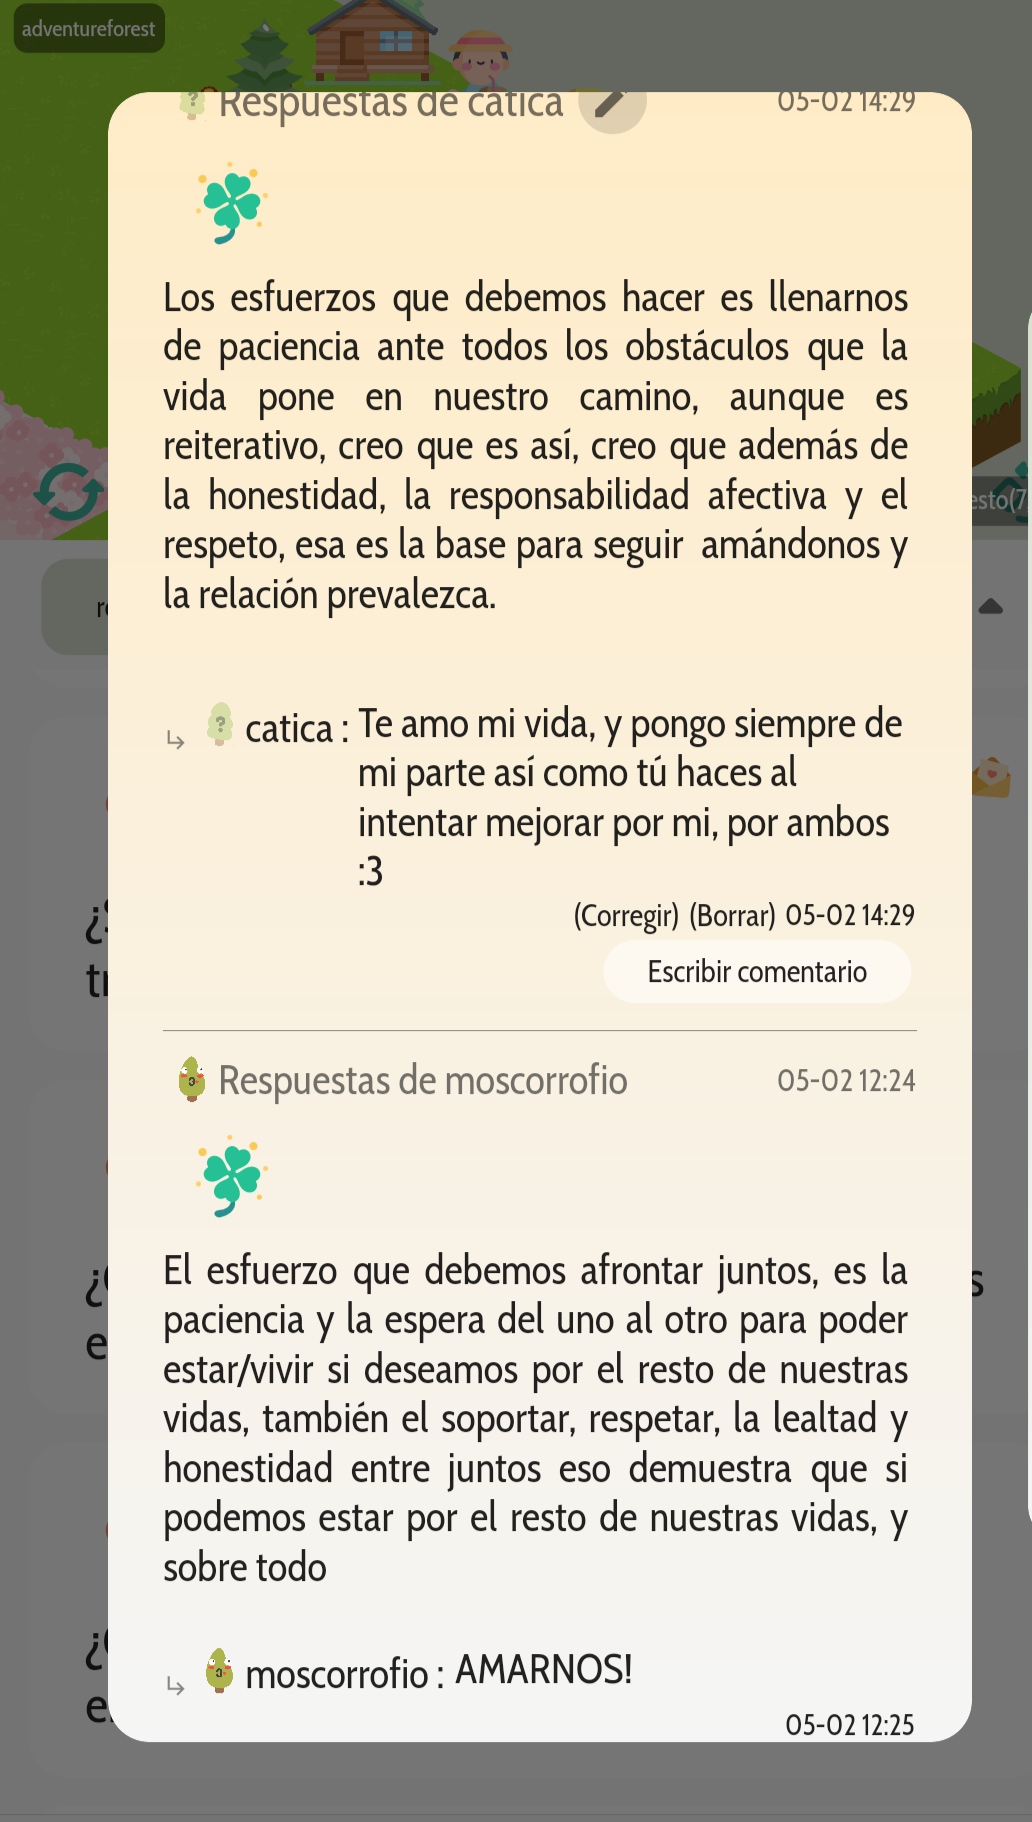 adventureforest
Respuestas de catica
05-02 14:29
Los esfuerzos que debemos hacer es llenarnos
de paciencia ante todos los obstáculos que la
vida pone en nuestro camino, aunque es
reiterativo, creo que es así, creo que además de
la honestidad, la responsabilidad afectiva y el
respeto, esa es la base para seguir  amándonos y
la relación prevalezca.
catica : Te amo mi vida, y pongo siempre de
mi parte así como tú haces al
intentar mejorar por mi, por ambos
:3
(Corregir) (Borrar) 05-02 14:29
Escribir comentario
Respuestas de moscorrofio
05-02 12:24
El esfuerzo que debemos afrontar juntos, es la
paciencia y la espera del uno al otro para poder
estar/vivir si deseamos por el resto de nuestras
vidas, también el soportar, respetar, la lealtad y
honestidad entre juntos eso demuestra que si
podemos estar por el resto de nuestras vidas, y
sobre todo
moscorrofio : AMARNOS!
05-02 12:25